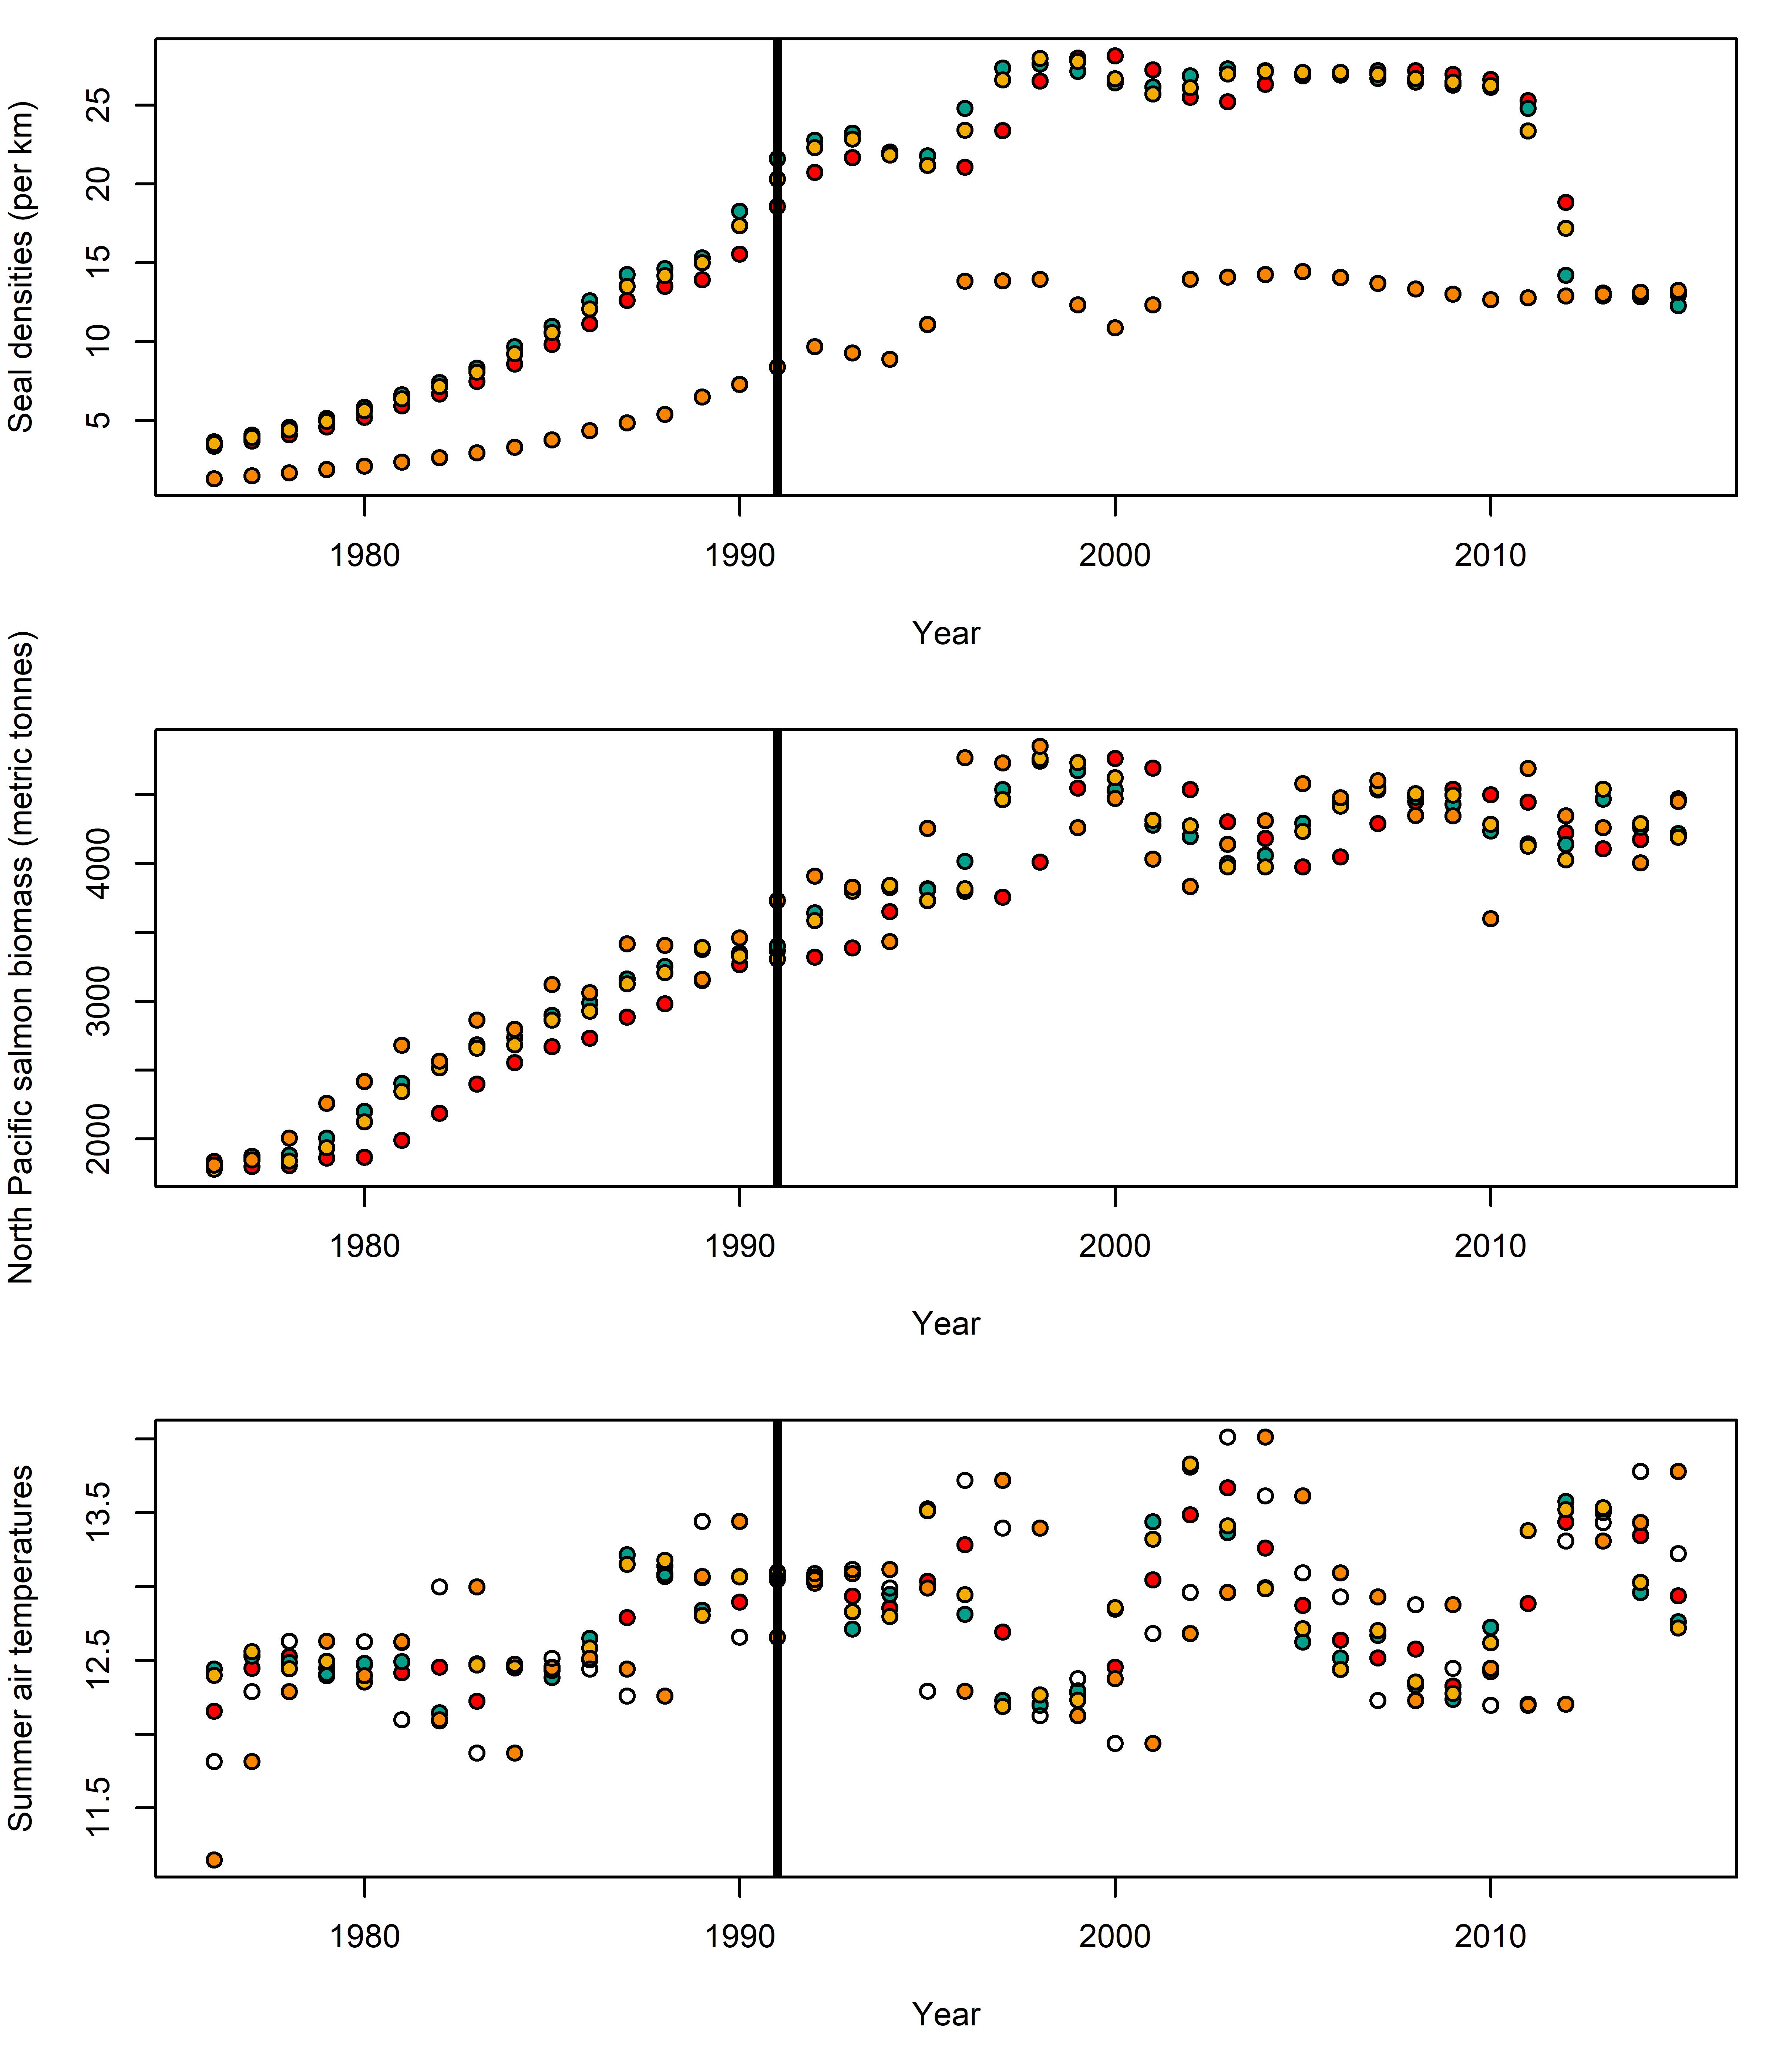 Seal densities (per km)
25
20
15
10
5
1980 1990 2000 2010
Year
North Pacific salmon biomass (metric tonnes)
4000
3000
2000
1980 1990 2000 2010
Year
Summer air temperatures
13.5
12.5
11.5
1980 1990 2000 2010
Year